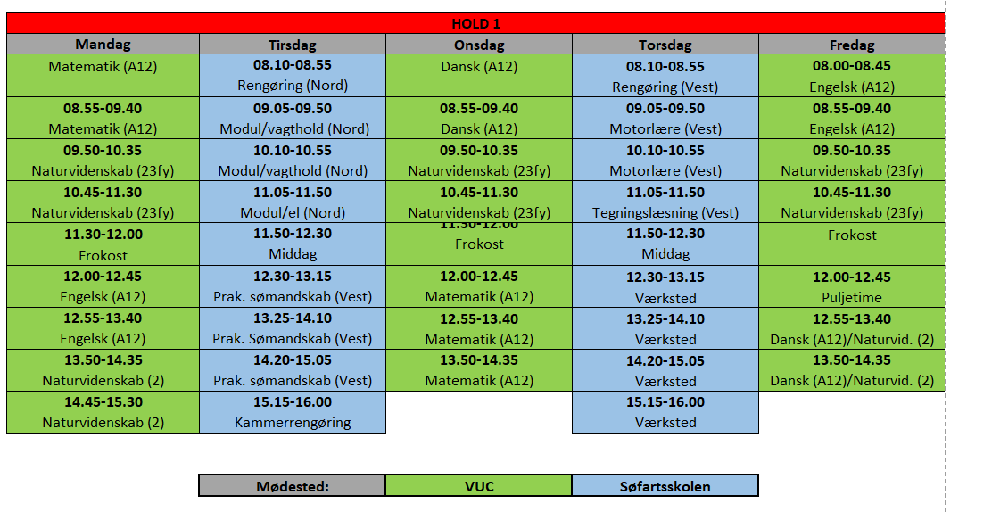 HOLD 1
Mandag Tirsdag Onsdag Torsdag Fredag
Matematik (A12) 08.10-08.55 Dansk (A12) 08.10-08.55 08.00-08.45
Rengøring (Nord) Rengøring (Vest) Engelsk (A12)
08.55-09.40 09.05-09.50 08.55-09.40 09.05-09.50 08.55-09.40
Matematik (A12) Modul/vagthold (Nord) Dansk (A12) Motorlære (Vest) Engelsk (A12)
09.50-10.35 10.10-10.55 09.50-10.35 10.10-10.55 09.50-10.35
Naturvidenskab (23fy) Modul/vagthold (Nord) Naturvidenskab (23fy) Motorlære (Vest) Naturvidenskab (23fy)
10.45-11.30 11.05-11.50 10.45-11.30 11.05-11.50 10.45-11.30
Naturvidenskab (23fy) Modul/el (Nord) Naturvidenskab (23fy) Tegningslæsning (Vest) Naturvidenskab (23fy)
11.30-12.00 11.50-12.30 11.30-12.00 11.50-12.30 Frokost
Frokost Middag Frokost Middag
12.00-12.45 12.30-13.15 12.00-12.45 12.30-13.15 12.00-12.45
Engelsk (A12) Prak. sømandskab (Vest) Matematik (A12) Værksted Puljetime
12.55-13.40 13.25-14.10 12.55-13.40 13.25-14.10 12.55-13.40
Engelsk (A12) Prak. Sømandskab (Vest) Matematik (A12) Værksted Dansk (A12)/Naturvid. (2)
13.50-14.35 14.20-15.05 13.50-14.35 14.20-15.05 13.50-14.35
Naturvidenskab (2) Prak. sømandskab (Vest) Matematik (A12) Værksted Dansk (A12)/Naturvid. (2)
14.45-15.30 15.15-16.00 15.15-16.00
Naturvidenskab (2) Kammerrengøring Værksted
Mødested: VUC Søfartsskolen